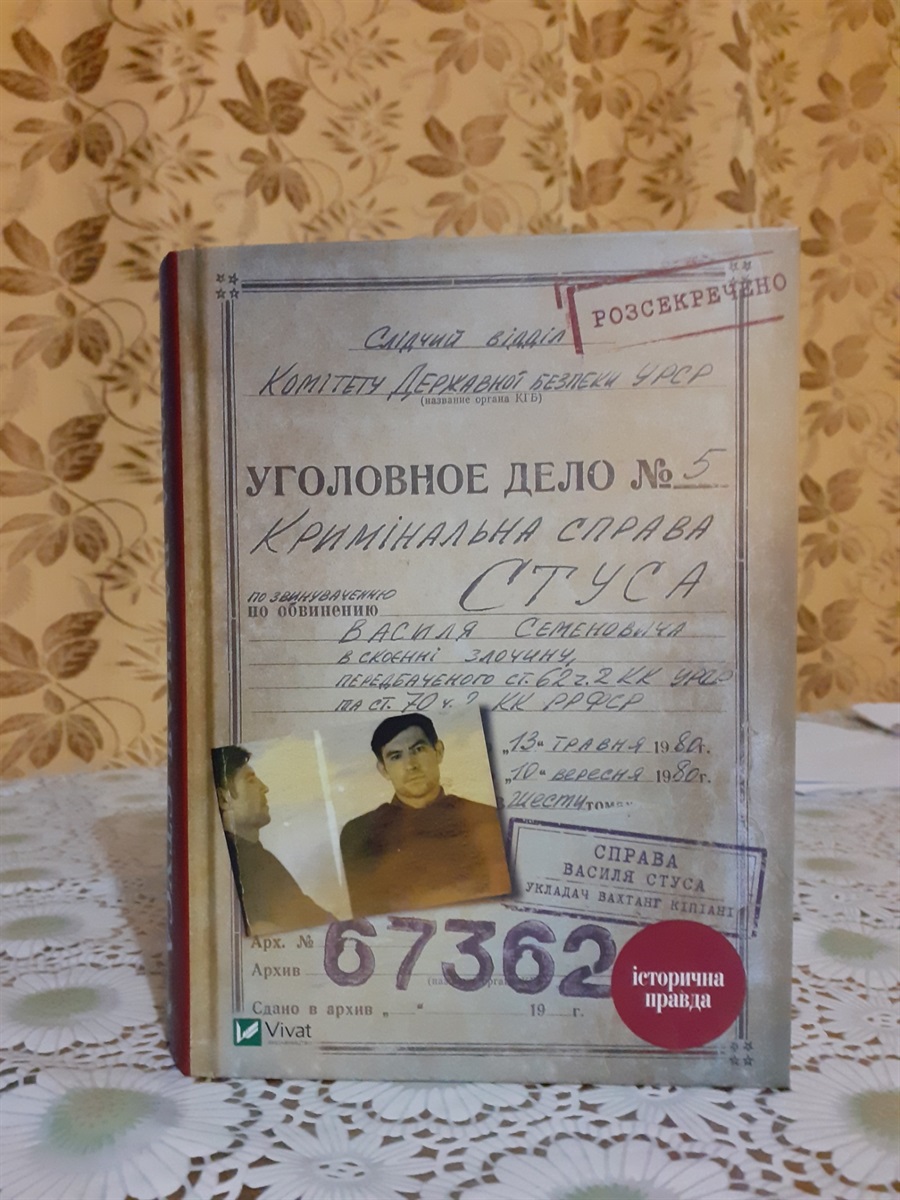 РОЗСЕКРЕЧЕНО
Слідчий відділ
Комітету Державної безпеки УРСР
(название органа КГБ)
УГОЛОВНОЕ ДЕЛО № 5
Кримінальна справа
Стуса
по звинуваченню
по обвинению
Василя Семеновича
в скоєнні злочину,
передбаченого ст. 62 ч. 2 КК УРСР
та ст. 70 ч. 2 КК РРФСР
„13“ травня 1980г.
„10“ вересня 1980г.
шести томах
СПРАВА
ВАСИЛЯ СТУСА
УКЛАДАЧ ВАХТАНГ КІПІАНІ
Арх. № 67362
Архив
Сдано в архив „ “ 19 г.
історична
правда
Vivat